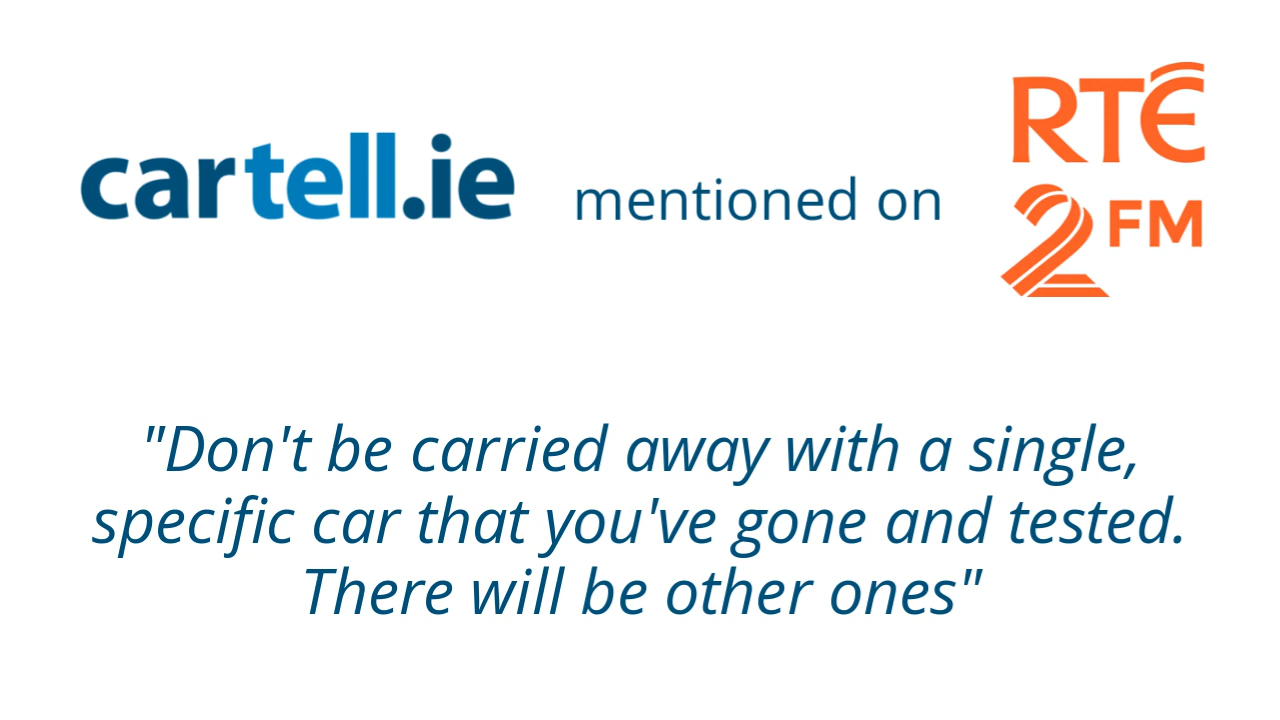 cartell.ie mentioned on RTÉ 2FM
"Don't be carried away with a single,
specific car that you've gone and tested.
There will be other ones"